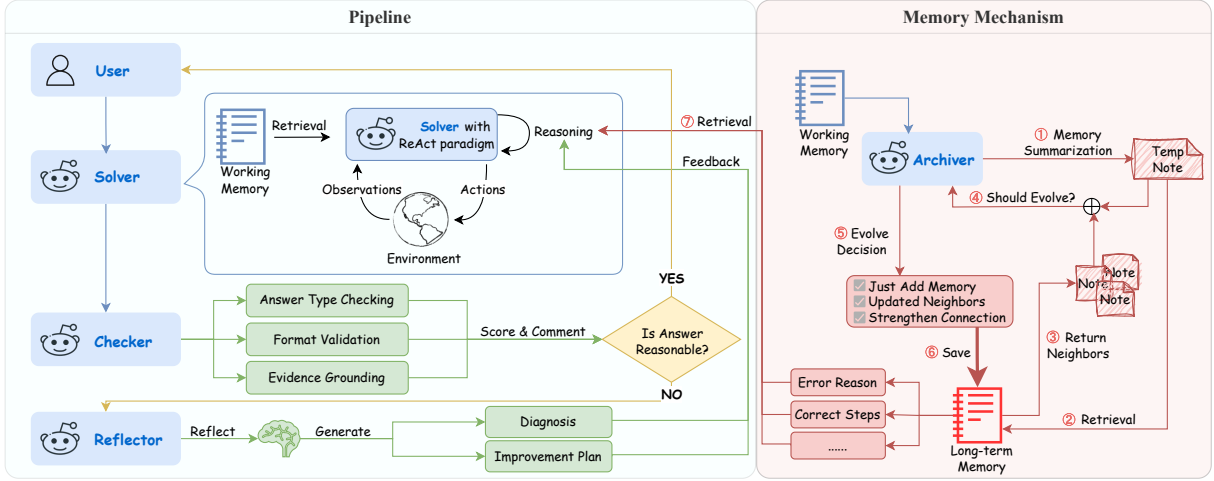 Pipeline
Memory Mechanism
User
Solver
Checker
Reflector
Working
Memory
Retrieval
Solver with
ReAct paradigm
Reasoning
Observations
Actions
Environment
Feedback
Answer Type Checking
Format Validation
Evidence Grounding
Score & Comment
YES
Is Answer
Reasonable?
NO
Reflect
Generate
Diagnosis
Improvement Plan
⑦ Retrieval
Working
Memory
Archiver
① Memory
Summarization
Temp
Note
④ Should Evolve?
⑤ Evolve
Decision
Just Add Memory
Updated Neighbors
Strengthen Connection
Note
Note
Note
③ Return
Neighbors
⑥ Save
② Retrieval
Error Reason
Correct Steps
......
Long-term
Memory